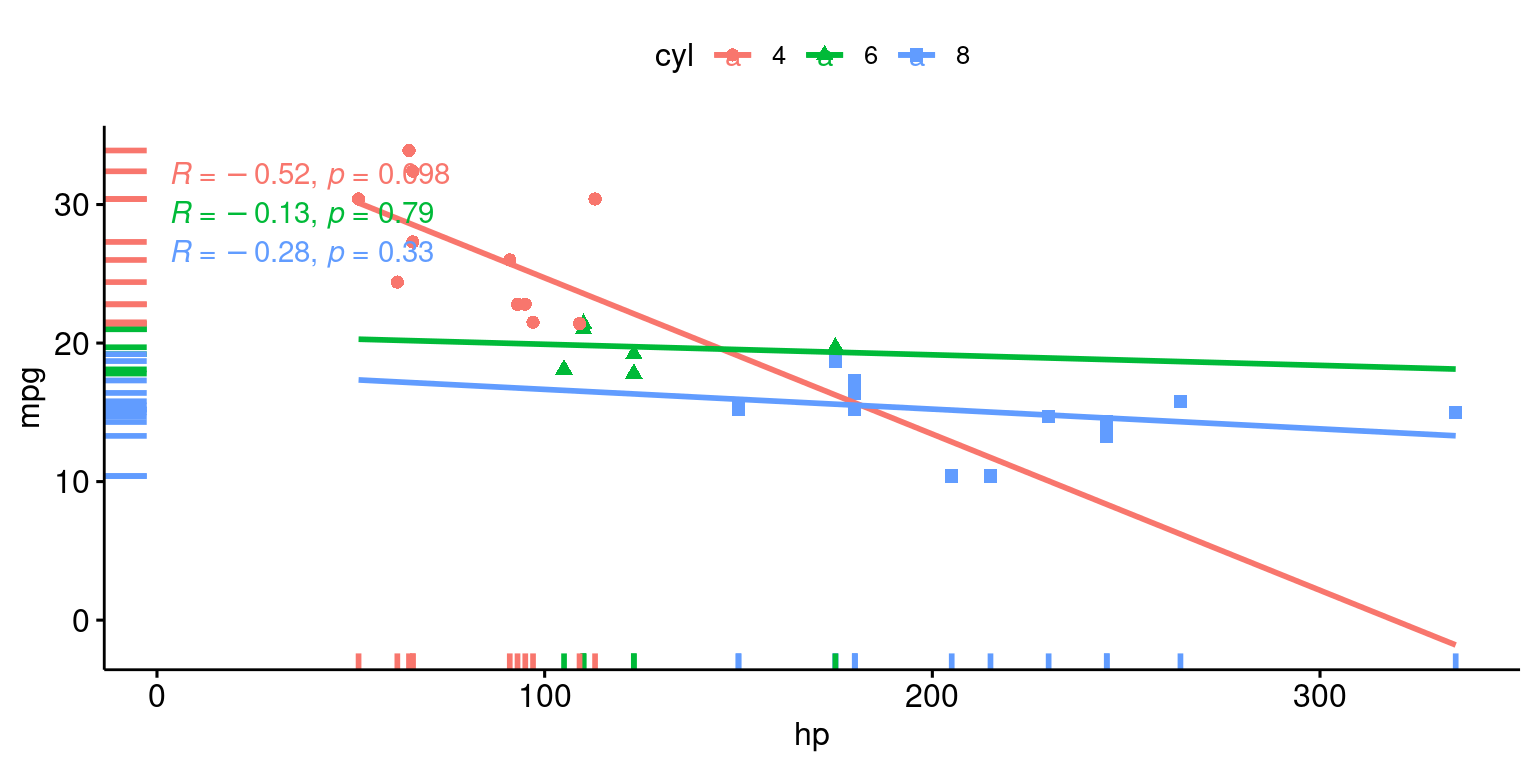 cyl a 4 a 6 a 8
R = −0.52, p = 0.098
R = −0.13, p = 0.79
R = −0.28, p = 0.33
30
20
10
0
mpg
0 100 200 300
hp